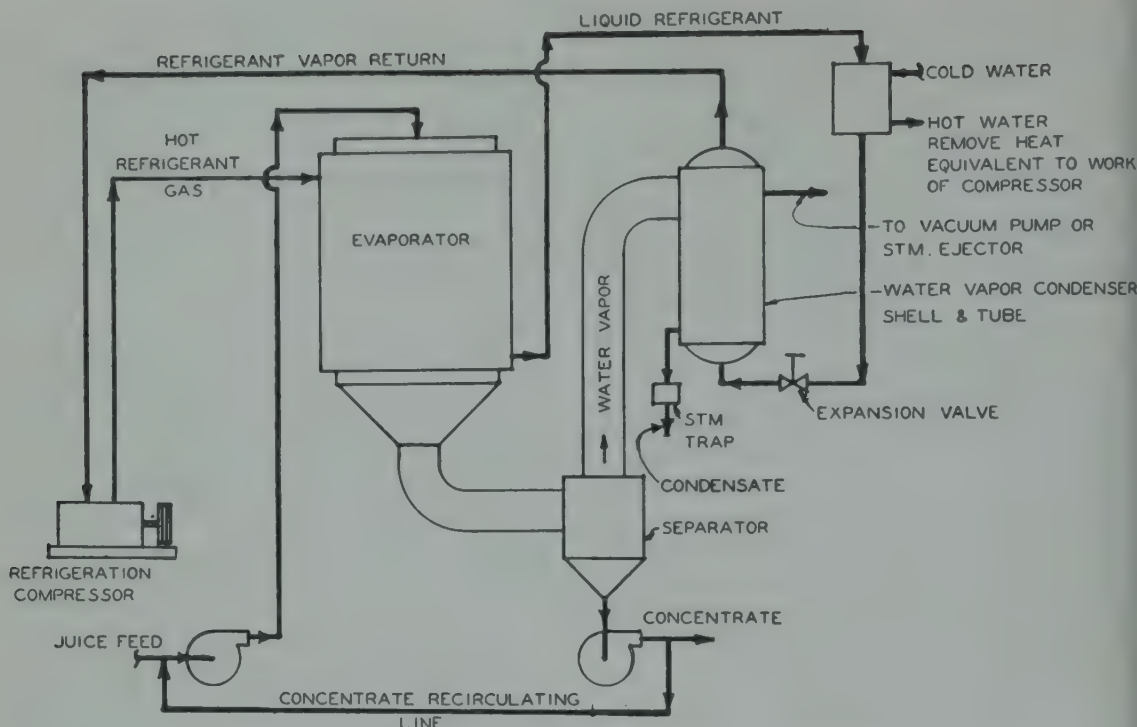 LIQUID REFRIGERANT
REFRIGERANT VAPOR RETURN
COLD WATER
HOT WATER
REMOVE HEAT
EQUIVALENT TO WORK
OF COMPRESSOR
HOT
REFRIGERANT
GAS
EVAPORATOR
TO VACUUM PUMP OR
STM. EJECTOR
WATER VAPOR CONDENSER
SHELL & TUBE
WATER VAPOR
EXPANSION VALVE
STM
TRAP
CONDENSATE
SEPARATOR
REFRIGERATION
COMPRESSOR
JUICE FEED
CONCENTRATE
CONCENTRATE RECIRCULATING
LINE